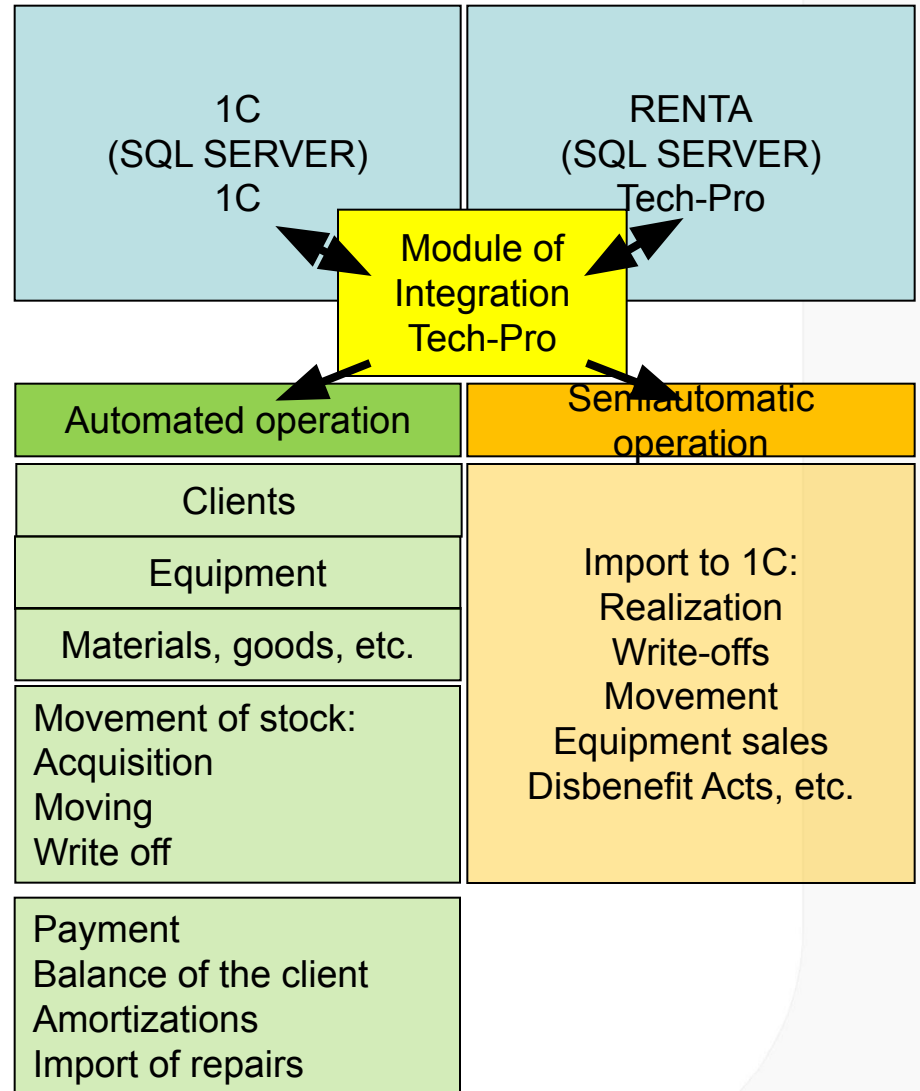 1C
(SQL SERVER)
1C
RENTA
(SQL SERVER)
Tech-Pro
Module of
Integration
Tech-Pro
Automated operation
Semiautomatic
operation
Clients
Equipment
Materials, goods, etc.
Movement of stock:
Acquisition
Moving
Write off
Import to 1C:
Realization
Write-offs
Movement
Equipment sales
Disbenefit Acts, etc.
Payment
Balance of the client
Amortizations
Import of repairs